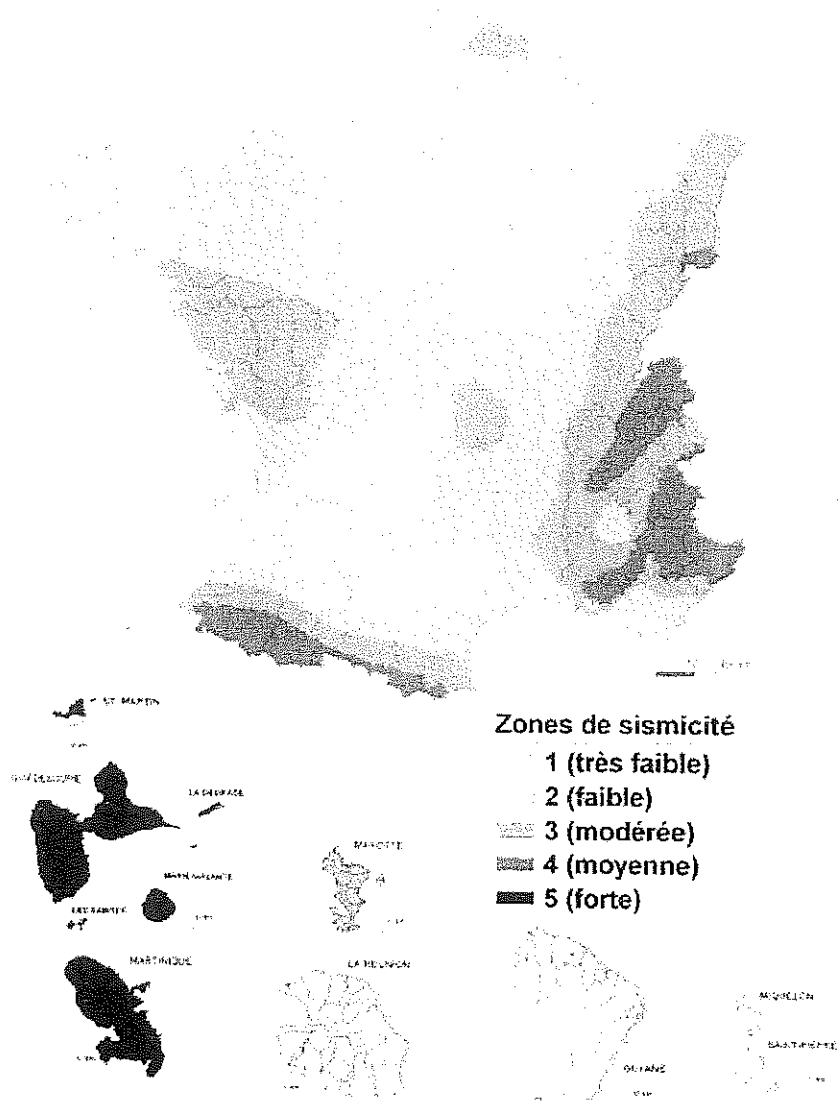 ST MARTIN
GUADELOUPE
LA DESIRADE
MARIE-GALANTE
LES SAINTES
MARTINIQUE
MAYOTTE
LA REUNION
Zones de sismicité
1 (très faible)
2 (faible)
3 (modérée)
4 (moyenne)
5 (forte)
GUYANE
MIQUELON
SAINT-PIERRE